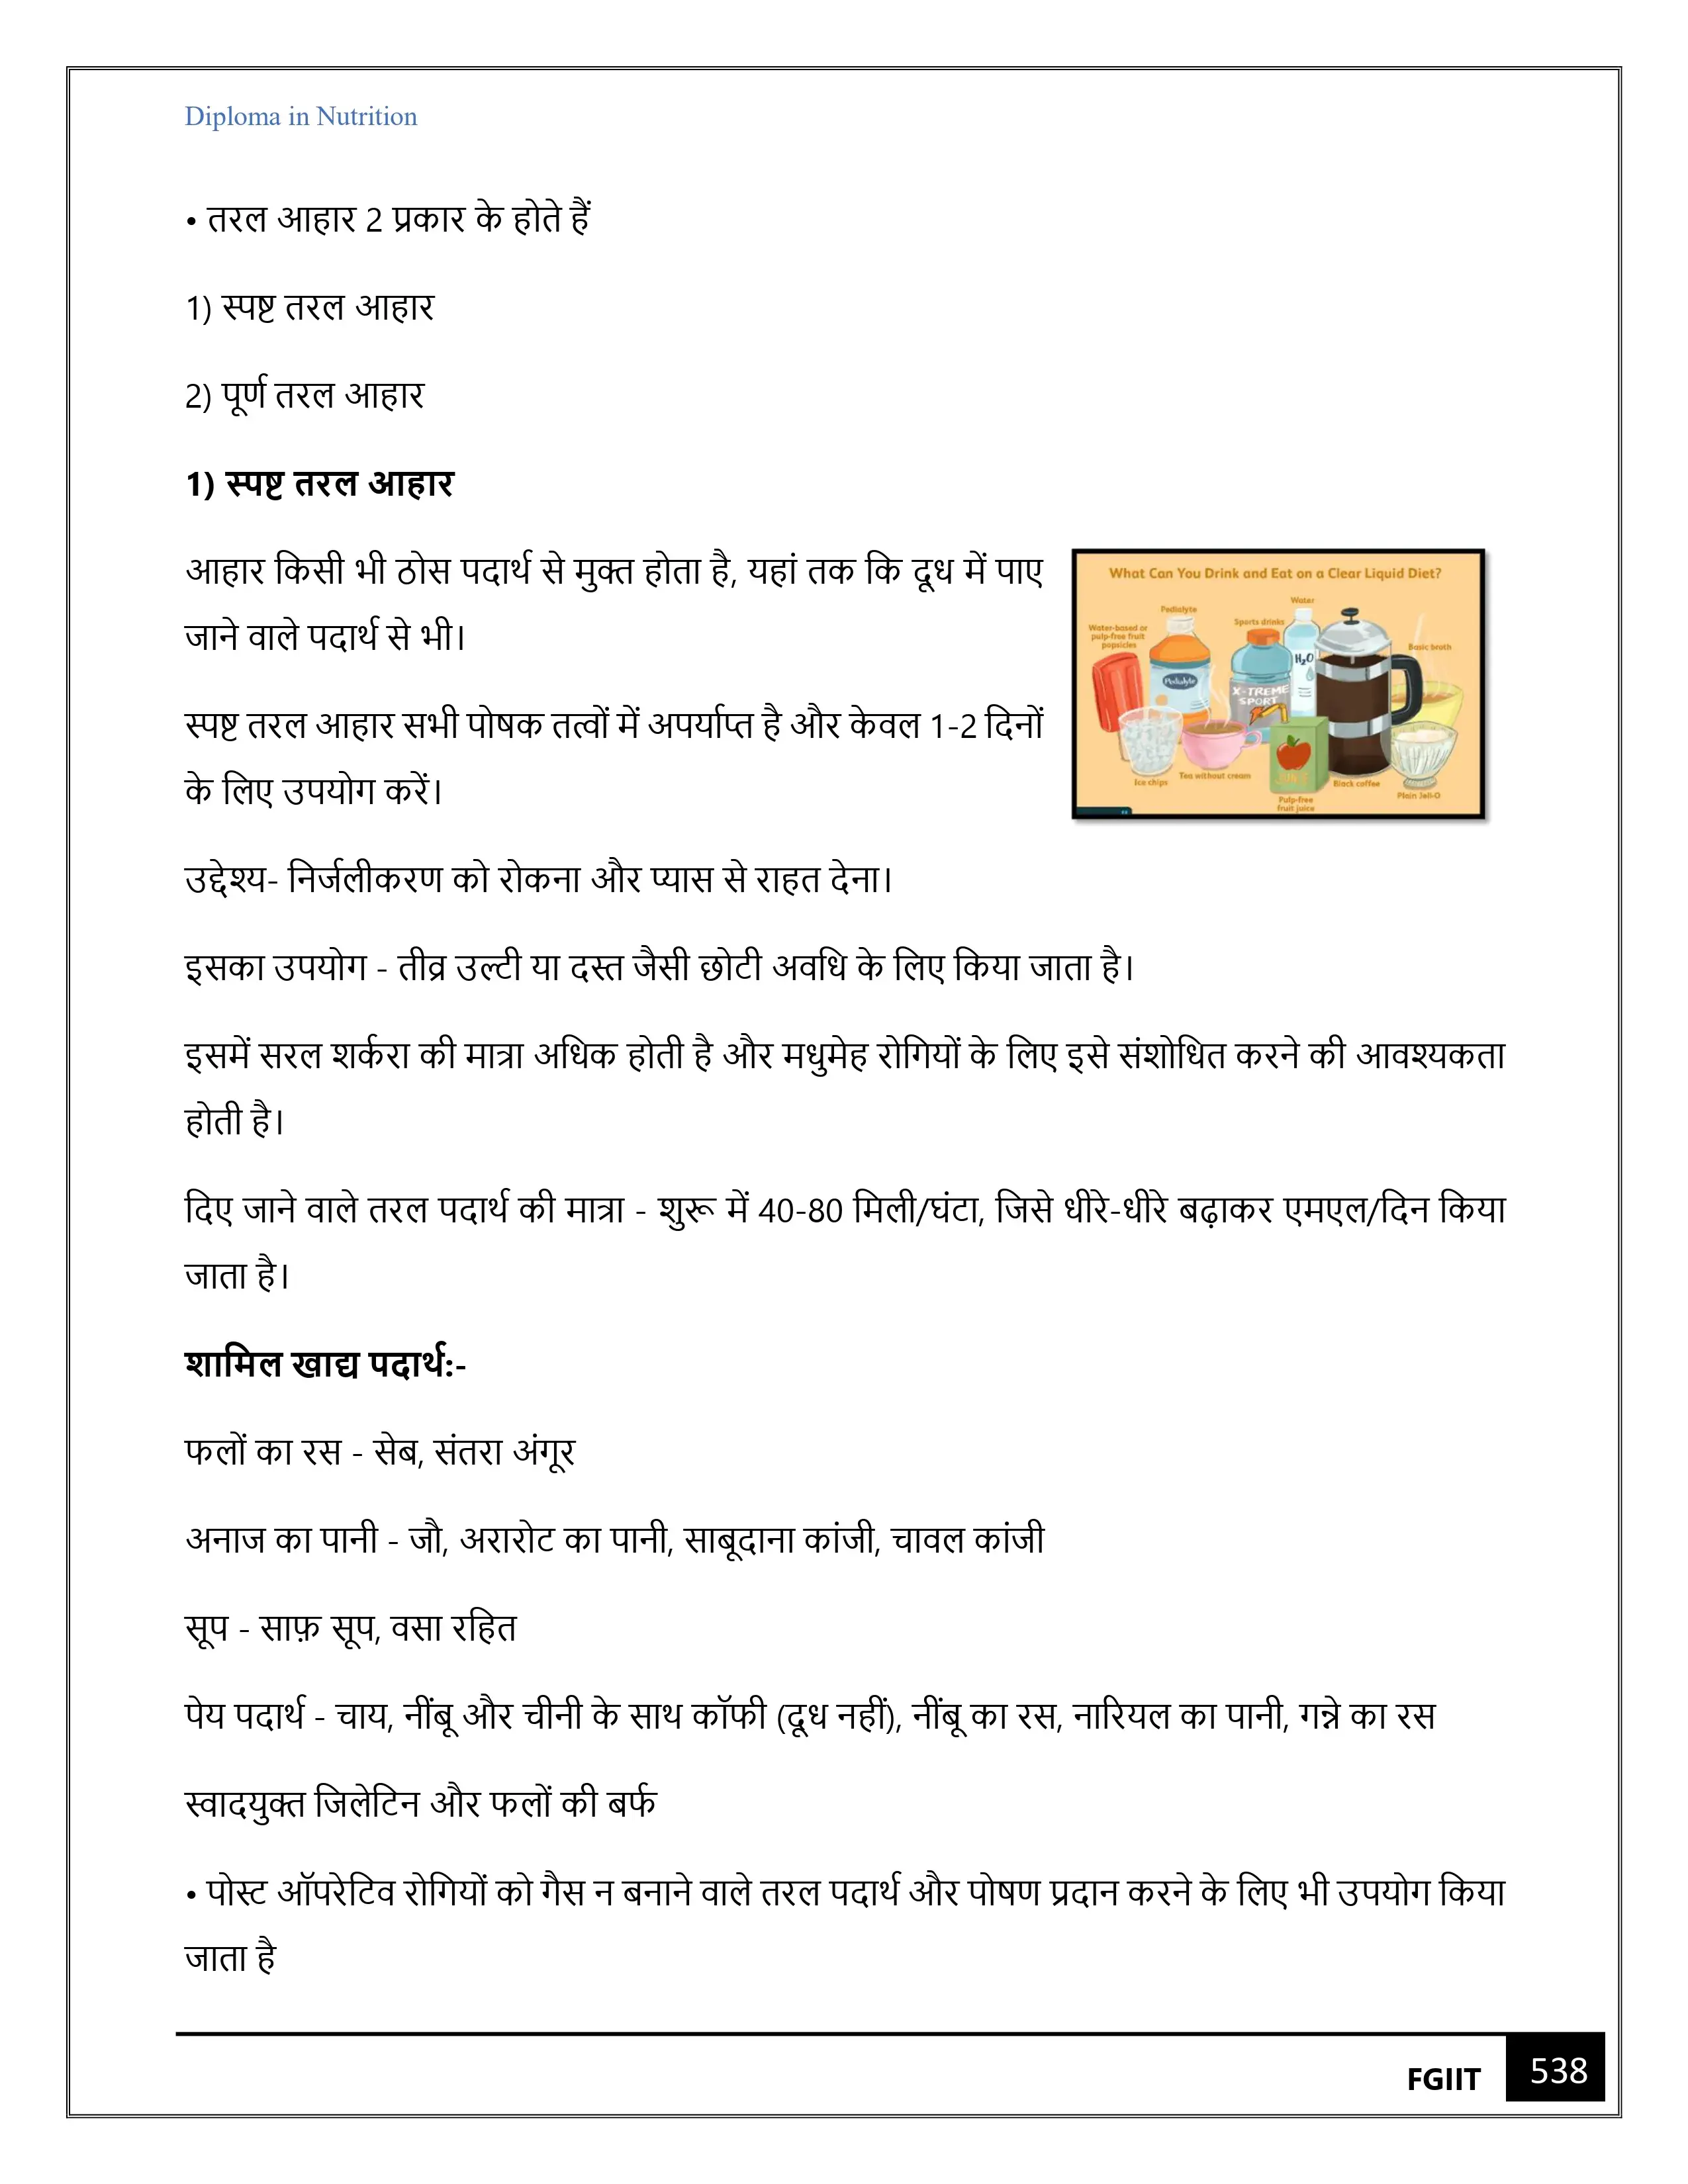 Diploma in Nutrition
• तरल आहार 2 प्रकार के होते हैं
1) स्पष्ट तरल आहार
2) पूर्ण तरल आहार
1) स्पष्ट तरल आहार
आहार किसी भी ठोस पदार्थ से मुक्त होता है, यहां तक कि दूध में पाए
जाने वाले पदार्थ से भी।
स्पष्ट तरल आहार सभी पोषक तत्वों में अपर्याप्त है और केवल 1-2 दिनों
के लिए उपयोग करें।
What Can You Drink and Eat on a Clear Liquid Diet?
Water
Pedialyte
Sports drinks
Water-based or
pulp-free fruit
popsicles
Basic broth
H₂O
Pedialyte
X-TREME
SPORT
JUICE
Ice chips
Tea without cream
Black coffee
Pulp-free
fruit juice
Plain Jell-O
उद्देश्य- निर्जलीकरण को रोकना और प्यास से राहत देना।
इसका उपयोग - तीव्र उल्टी या दस्त जैसी छोटी अवधि के लिए किया जाता है।
इसमें सरल शर्करा की मात्रा अधिक होती है और मधुमेह रोगियों के लिए इसे संशोधित करने की आवश्यकता
होती है।
दिए जाने वाले तरल पदार्थ की मात्रा - शुरू में 40-80 मिली/घंटा, जिसे धीरे-धीरे बढ़ाकर एमएल/दिन किया
जाता है।
शामिल खाद्य पदार्थ:-
फलों का रस - सेब, संतरा अंगूर
अनाज का पानी - जौ, अरारोट का पानी, साबूदाना कांजी, चावल कांजी
सूप - साफ़ सूप, वसा रहित
पेय पदार्थ - चाय, नींबू और चीनी के साथ कॉफी (दूध नहीं), नींबू का रस, नारियल का पानी, गन्ने का रस
स्वादयुक्त जिलेटिन और फलों की बर्फ
• पोस्ट ऑपरेटिव रोगियों को गैस न बनाने वाले तरल पदार्थ और पोषण प्रदान करने के लिए भी उपयोग किया
जाता है
FGIIT
538